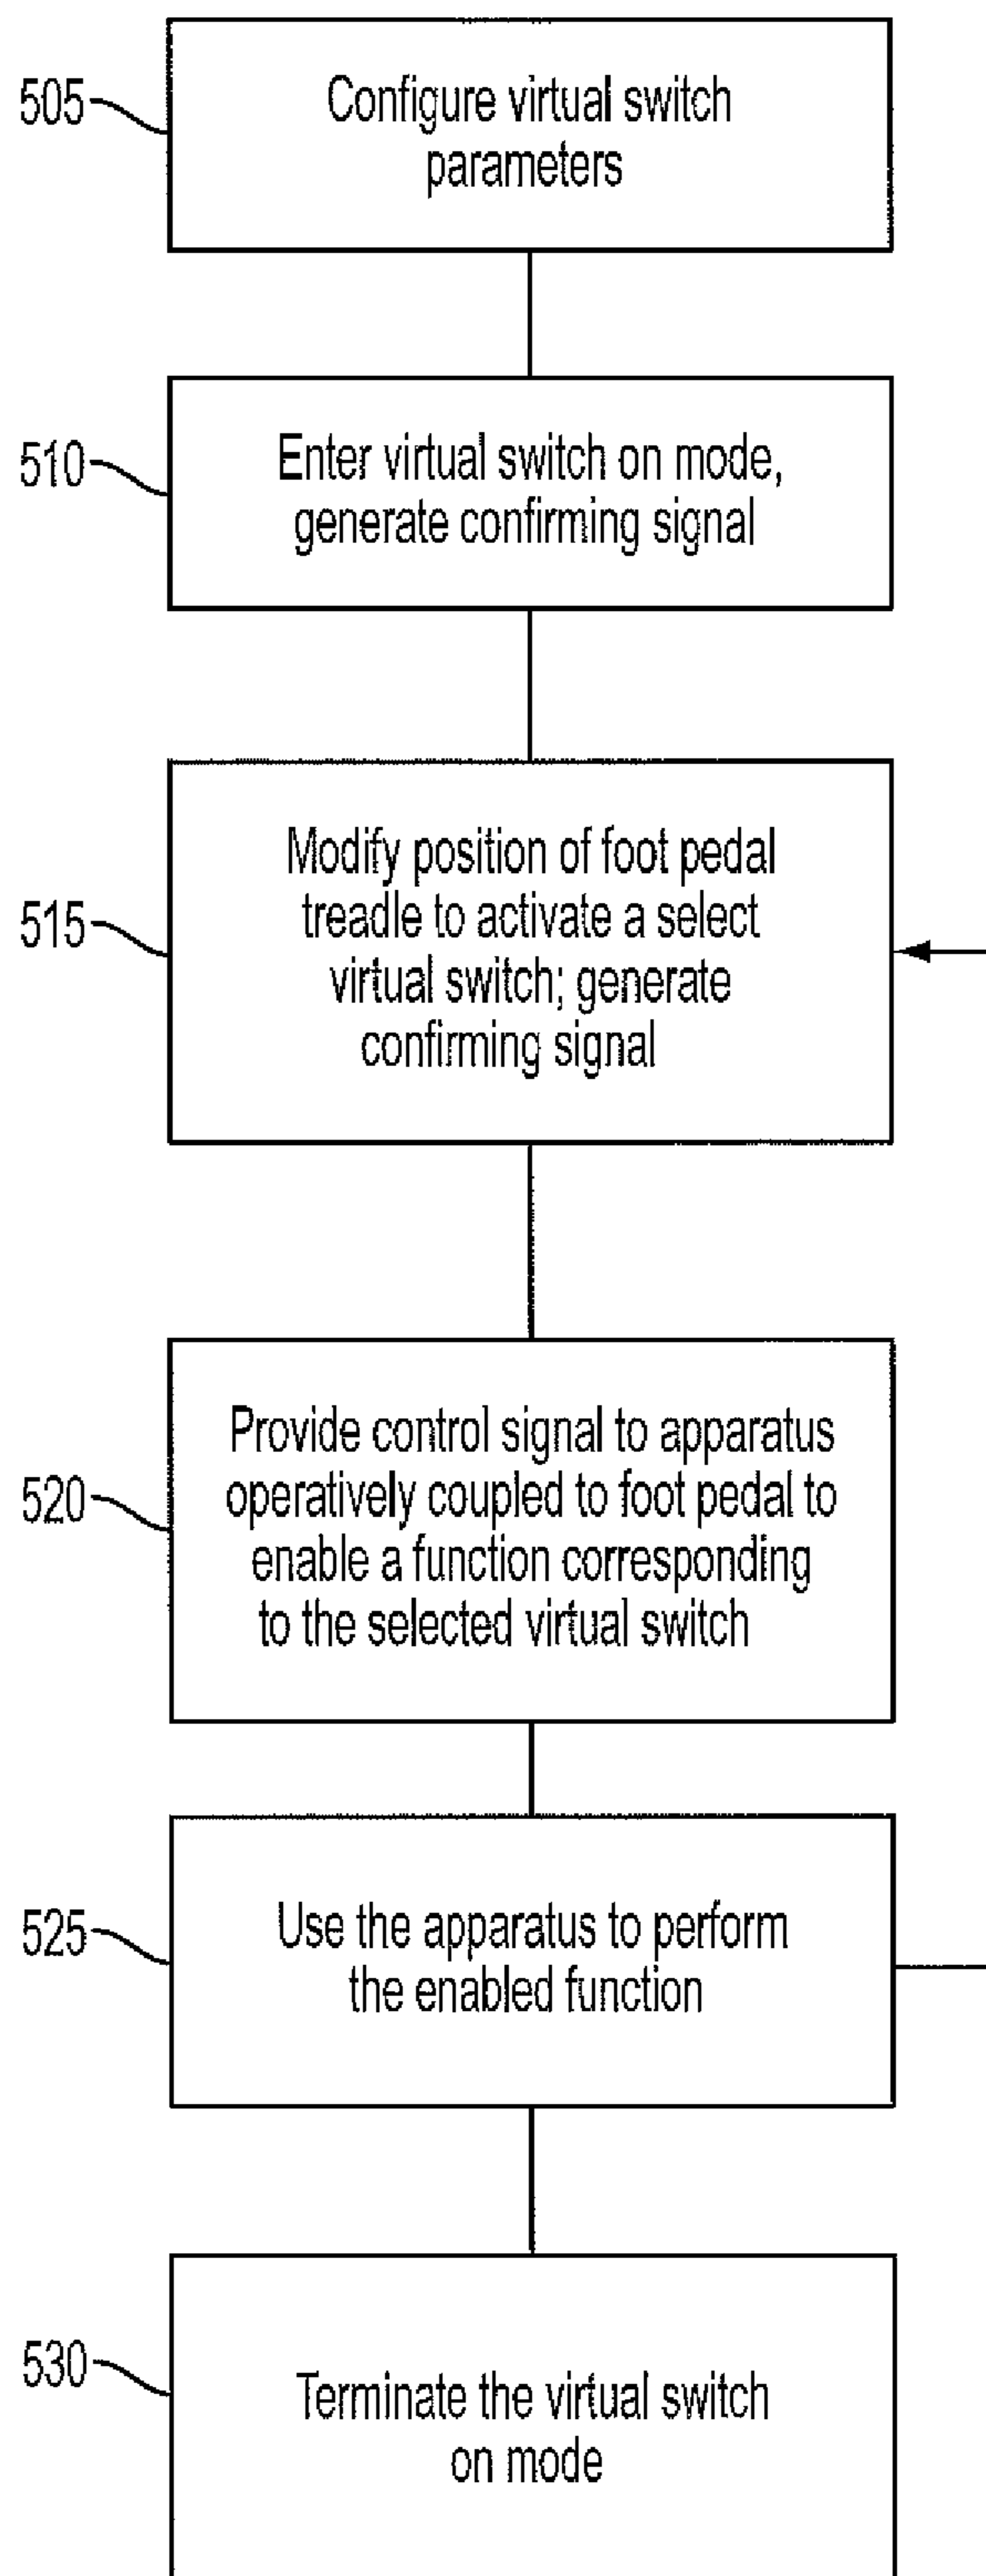 505
Configure virtual switch
parameters
510
Enter virtual switch on mode,
generate confirming signal
515
Modify position of foot pedal
treadle to activate a select
virtual switch; generate
confirming signal
520
Provide control signal to apparatus
operatively coupled to foot pedal to
enable a function corresponding
to the selected virtual switch
525
Use the apparatus to perform
the enabled function
530
Terminate the virtual switch
on mode